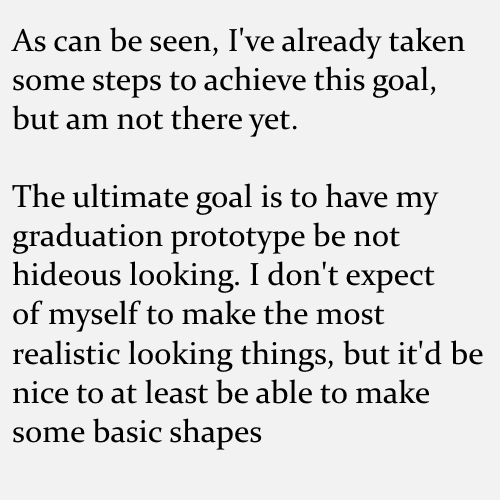 As can be seen, I've already taken
some steps to achieve this goal,
but am not there yet.
The ultimate goal is to have my
graduation prototype be not
hideous looking. I don't expect
of myself to make the most
realistic looking things, but it'd be
nice to at least be able to make
some basic shapes